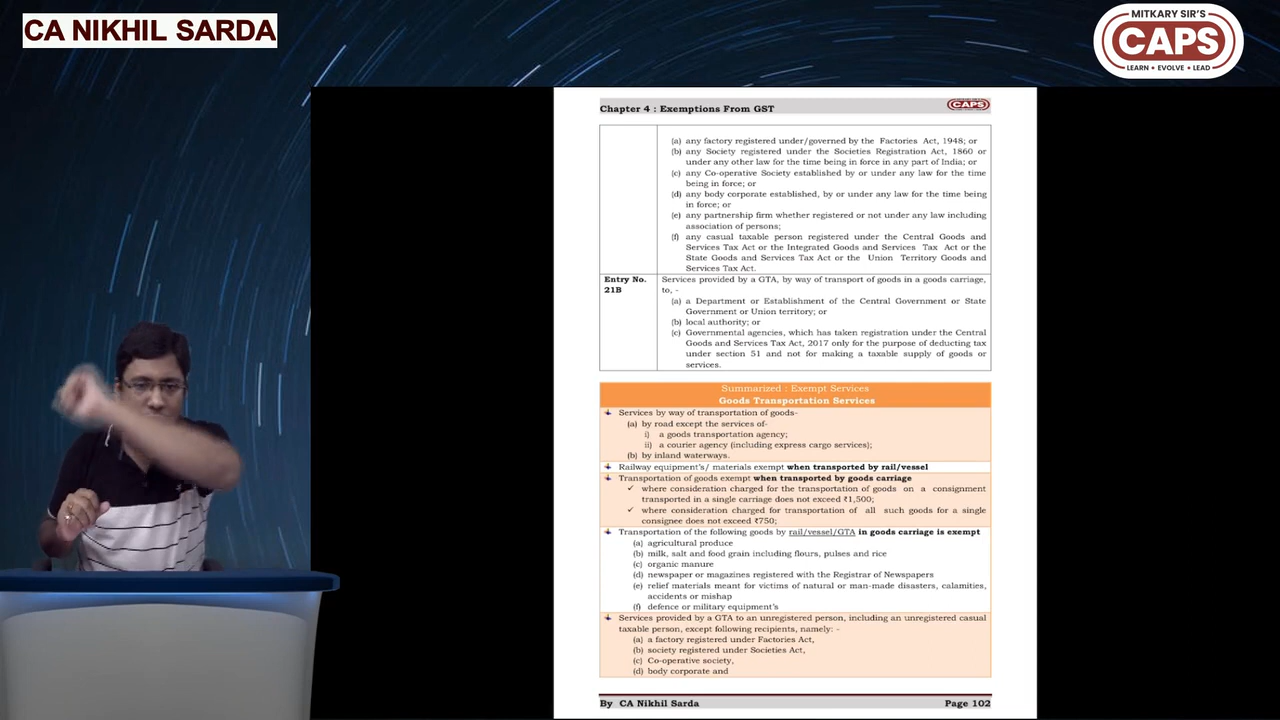 CA NIKHIL SARDA
MITKARY SIR'S
CAPS
LEARN • EVOLVE • LEAD
Chapter 4 : Exemptions From GST
CAPS
(a) any factory registered under/governed by the Factories Act, 1948; or
(b) any Society registered under the Societies Registration Act, 1860 or
under any other law for the time being in force in any part of India; or
(c) any Co-operative Society established by or under any law for the time
being in force; or
(d) any body corporate established, by or under any law for the time being
in force; or
(e) any partnership firm whether registered or not under any law including
association of persons;
(f) any casual taxable person registered under the Central Goods and
Services Tax Act or the Integrated Goods and Services Tax Act or the
State Goods and Services Tax Act or the Union Territory Goods and
Services Tax Act.
Entry No.
21B
Services provided by a GTA, by way of transport of goods in a goods carriage,
to, -
(a) a Department or Establishment of the Central Government or State
Government or Union territory; or
(b) local authority; or
(c) Governmental agencies, which has taken registration under the Central
Goods and Services Tax Act, 2017 only for the purpose of deducting tax
under section 51 and not for making a taxable supply of goods or
services.
Summarized : Exempt Services
Goods Transportation Services
Services by way of transportation of goods-
(a) by road except the services of-
i) a goods transportation agency;
ii) a courier agency (including express cargo services);
(b) by inland waterways.
Railway equipment's/ materials exempt when transported by rail/vessel
Transportation of goods exempt when transported by goods carriage
✓ where consideration charged for the transportation of goods on a consignment
transported in a single carriage does not exceed ₹1,500;
✓ where consideration charged for transportation of all such goods for a single
consignee does not exceed ₹750;
Transportation of the following goods by rail/vessel/GTA in goods carriage is exempt
(a) agricultural produce
(b) milk, salt and food grain including flours, pulses and rice
(c) organic manure
(d) newspaper or magazines registered with the Registrar of Newspapers
(e) relief materials meant for victims of natural or man-made disasters, calamities,
accidents or mishap
(f) defence or military equipment's
Services provided by a GTA to an unregistered person, including an unregistered casual
taxable person, except following recipients, namely: -
(a) a factory registered under Factories Act,
(b) society registered under Societies Act,
(c) Co-operative society,
(d) body corporate and
By CA Nikhil Sarda
Page 102